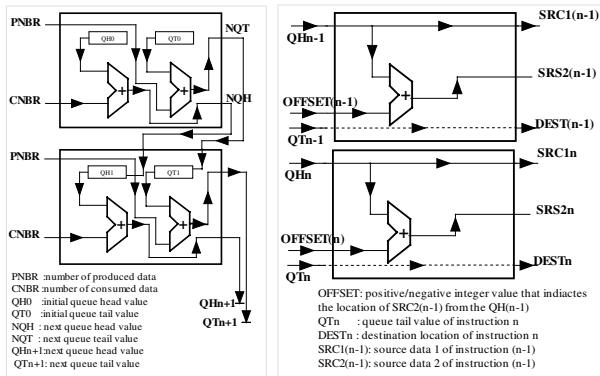 PNBR
QH0
QT0
NQT
CNBR
+
+
NQH
PNBR
QH1
QT1
CNBR
+
+
PNBR :number of produced data
CNBR:number of consumed data
QH0 :initial queue head value
QT0 :initial queue tail value
NQH : next queue head value
NQT : next queue teail value
QHn+1:next queue head value
QTn+1: next queue tail value
QHn+1
QTn+1
QHn-1
SRC1(n-1)
SRS2(n-1)
+
OFFSET(n-1)
QTn-1
DEST(n-1)
QHn
SRC1n
SRS2n
+
OFFSET(n)
QTn
DESTn
OFFSET: positive/negative integer value that indiactes
the location of SRC2(n-1) from the QH(n-1)
QTn : queue tail value of instruction n
DESTn : destination location of instruction n
SRC1(n-1): source data 1 of instruction (n-1)
SRC2(n-1): source data 2 of instruction (n-1)